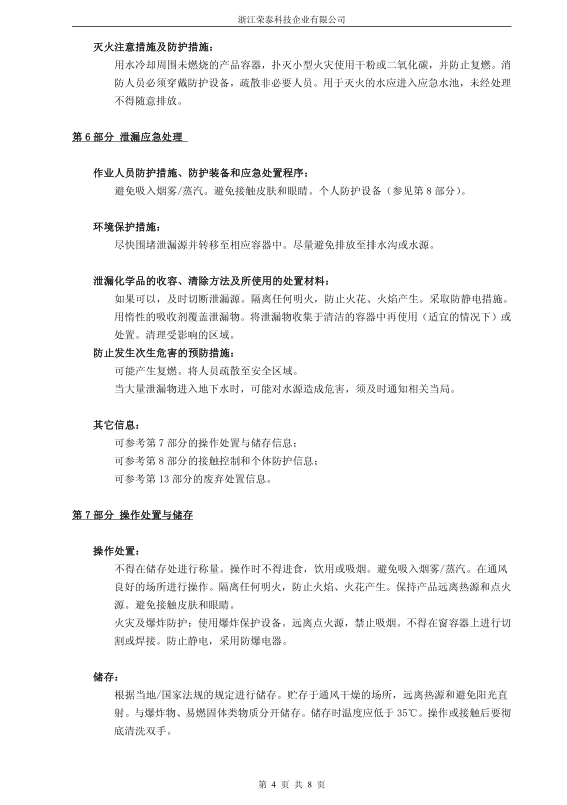 浙江荣泰科技企业有限公司
灭火注意措施及防护措施：
用水冷却周围未燃烧的产品容器，扑灭小型火灾使用干粉或二氧化碳，并防止复燃。消
防人员必须穿戴防护设备，疏散非必要人员。用于灭火的水应进入应急水池，未经处理
不得随意排放。
第 6 部分 泄漏应急处理
作业人员防护措施、防护装备和应急处置程序：
避免吸入烟雾/蒸汽。避免接触皮肤和眼睛。个人防护设备（参见第 8 部分）。
环境保护措施：
尽快围堵泄漏源并转移至相应容器中。尽量避免排放至排水沟或水源。
泄漏化学品的收容、清除方法及所使用的处置材料：
如果可以，及时切断泄漏源。隔离任何明火，防止火花、火焰产生。采取防静电措施。
用惰性的吸收剂覆盖泄漏物。将泄漏物收集于清洁的容器中再使用（适宜的情况下）或
处置。清理受影响的区域。
防止发生次生危害的预防措施：
可能产生复燃。将人员疏散至安全区域。
当大量泄漏物进入地下水时，可能对水源造成危害，须及时通知相关当局。
其它信息：
可参考第 7 部分的操作处置与储存信息；
可参考第 8 部分的接触控制和个体防护信息；
可参考第 13 部分的废弃处置信息。
第 7 部分 操作处置与储存
操作处置：
不得在储存处进行称量。操作时不得进食，饮用或吸烟。避免吸入烟雾/蒸汽。在通风
良好的场所进行操作。隔离任何明火，防止火焰、火花产生。保持产品远离热源和点火
源。避免接触皮肤和眼睛。
火灾及爆炸防护：使用爆炸保护设备。远离点火源，禁止吸烟。不得在窗容器上进行切
割或焊接。防止静电，采用防爆电器。
储存：
根据当地/国家法规的规定进行储存。贮存于通风干燥的场所，远离热源和避免阳光直
射。与爆炸物、易燃固体类物质分开储存。储存时温度应低于 35℃。操作或接触后要彻
底清洗双手。
第 4 页 共 8 页